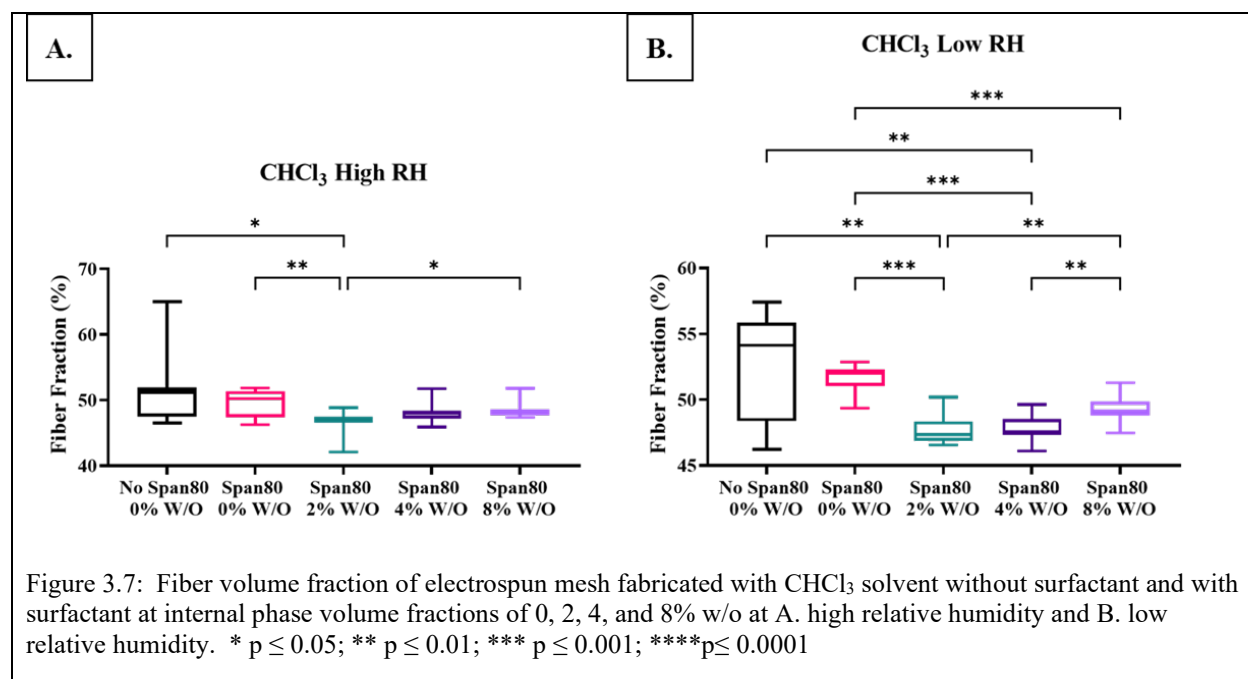 A.
CHCl₃ High RH
*
**
*
Fiber Fraction (%)
70
60
50
40
No Span80 0% W/O
Span80 0% W/O
Span80 2% W/O
Span80 4% W/O
Span80 8% W/O
B.
CHCl₃ Low RH
***
**
***
**
**
***
**
Fiber Fraction (%)
60
55
50
45
No Span80 0% W/O
Span80 0% W/O
Span80 2% W/O
Span80 4% W/O
Span80 8% W/O
Figure 3.7:  Fiber volume fraction of electrospun mesh fabricated with CHCl₃ solvent without surfactant and with
surfactant at internal phase volume fractions of 0, 2, 4, and 8% w/o at A. high relative humidity and B. low
relative humidity.  * p ≤ 0.05; ** p ≤ 0.01; *** p ≤ 0.001; ****p≤ 0.0001